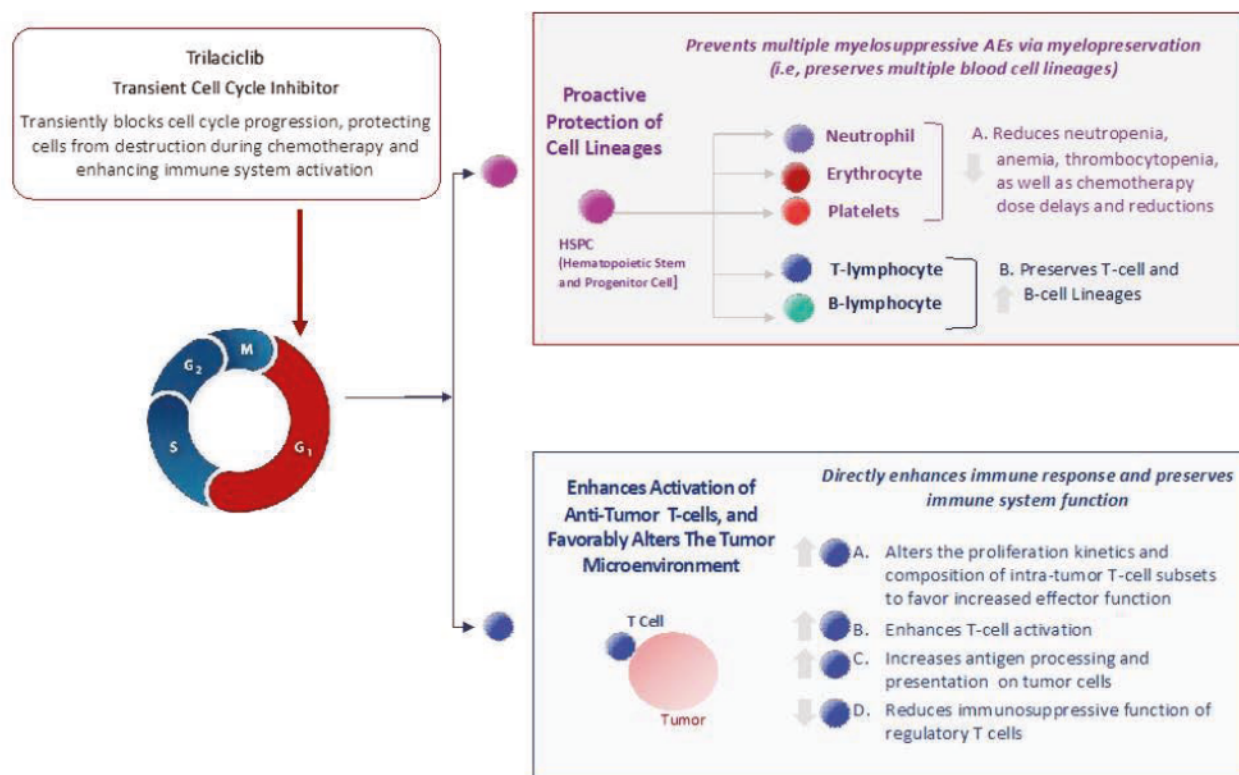 Trilaciclib
Transient Cell Cycle Inhibitor
Transiently blocks cell cycle progression, protecting
cells from destruction during chemotherapy and
enhancing immune system activation
M
G2
S
G1
Prevents multiple myelosuppressive AEs via myelopreservation
(i.e, preserves multiple blood cell lineages)
Proactive
Protection of
Cell Lineages
HSPC
(Hematopoietic Stem
and Progenitor Cell]
Neutrophil
Erythrocyte
Platelets
A. Reduces neutropenia,
anemia, thrombocytopenia,
as well as chemotherapy
dose delays and reductions
T-lymphocyte
B-lymphocyte
B. Preserves T-cell and
B-cell Lineages
Enhances Activation of
Anti-Tumor T-cells, and
Favorably Alters The Tumor
Microenvironment
T Cell
Tumor
Directly enhances immune response and preserves
immune system function
A. Alters the proliferation kinetics and
composition of intra-tumor T-cell subsets
to favor increased effector function
B. Enhances T-cell activation
C. Increases antigen processing and
presentation on tumor cells
D. Reduces immunosuppressive function of
regulatory T cells